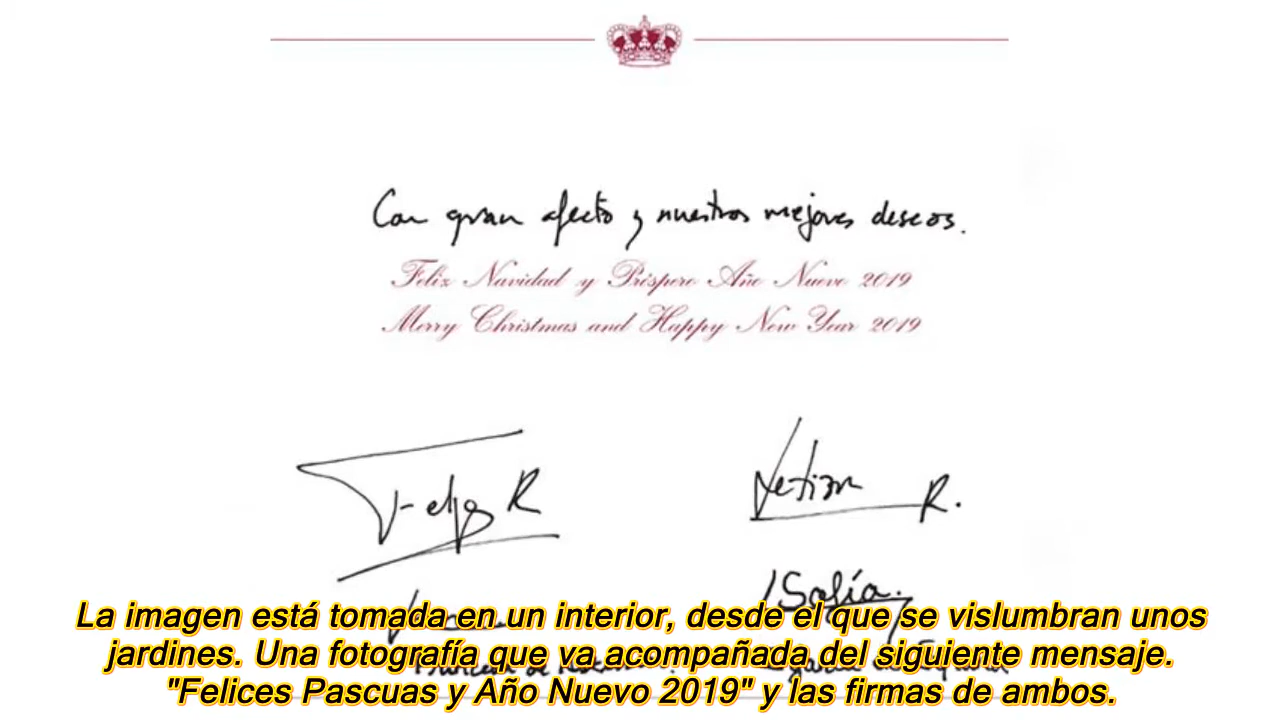 Con gran afecto y nuestros mejores deseos.
Feliz Navidad y Próspero Año Nuevo 2019
Merry Christmas and Happy New Year 2019
Felipe R
Letizia R.
Sofía
La imagen está tomada en un interior, desde el que se vislumbran unos
jardines. Una fotografía que va acompañada del siguiente mensaje.
"Felices Pascuas y Año Nuevo 2019" y las firmas de ambos.